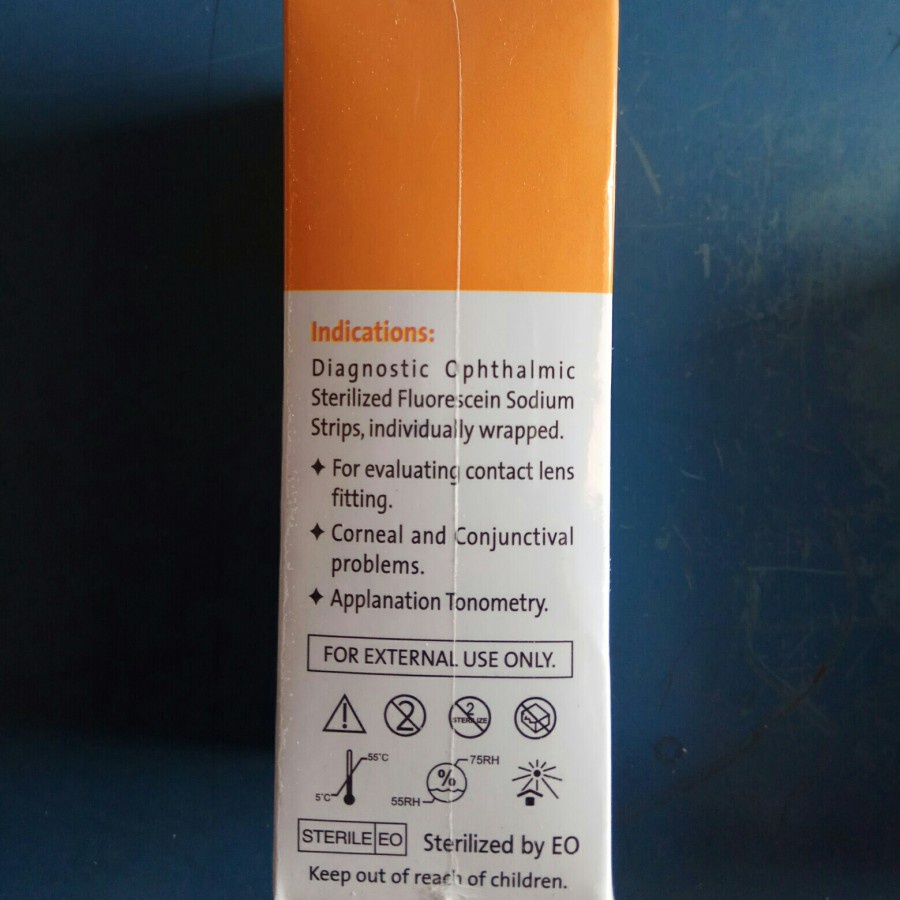 Indications:
Diagnostic Ophthalmic
Sterilized Fluorescein Sodium
Strips, individually wrapped.
✦ For evaluating contact lens
fitting.
✦ Corneal and Conjunctival
problems.
✦ Applanation Tonometry.
FOR EXTERNAL USE ONLY.
! 2 2
STERILIZE
55°C
5°C
% 75RH
55RH
STERILE EO Sterilized by EO
Keep out of reach of children.